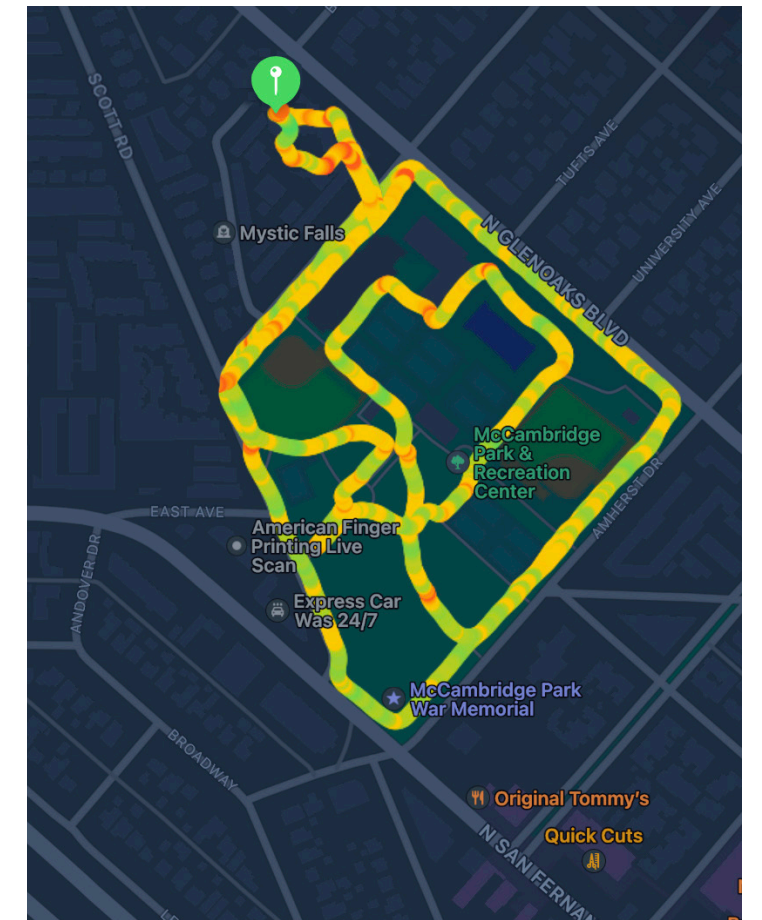 SCOTT RD
TUFTS AVE
UNIVERSITY AVE
Mystic Falls
N GLENOAKS BLVD
McCambridge
Park &
Recreation
Center
AMHERST DR
EAST AVE
American Finger
Printing Live
Scan
ANDOVER DR
Express Car
Was 24/7
McCambridge Park
War Memorial
BROADWAY
Original Tommy's
Quick Cuts
N SAN FERNA